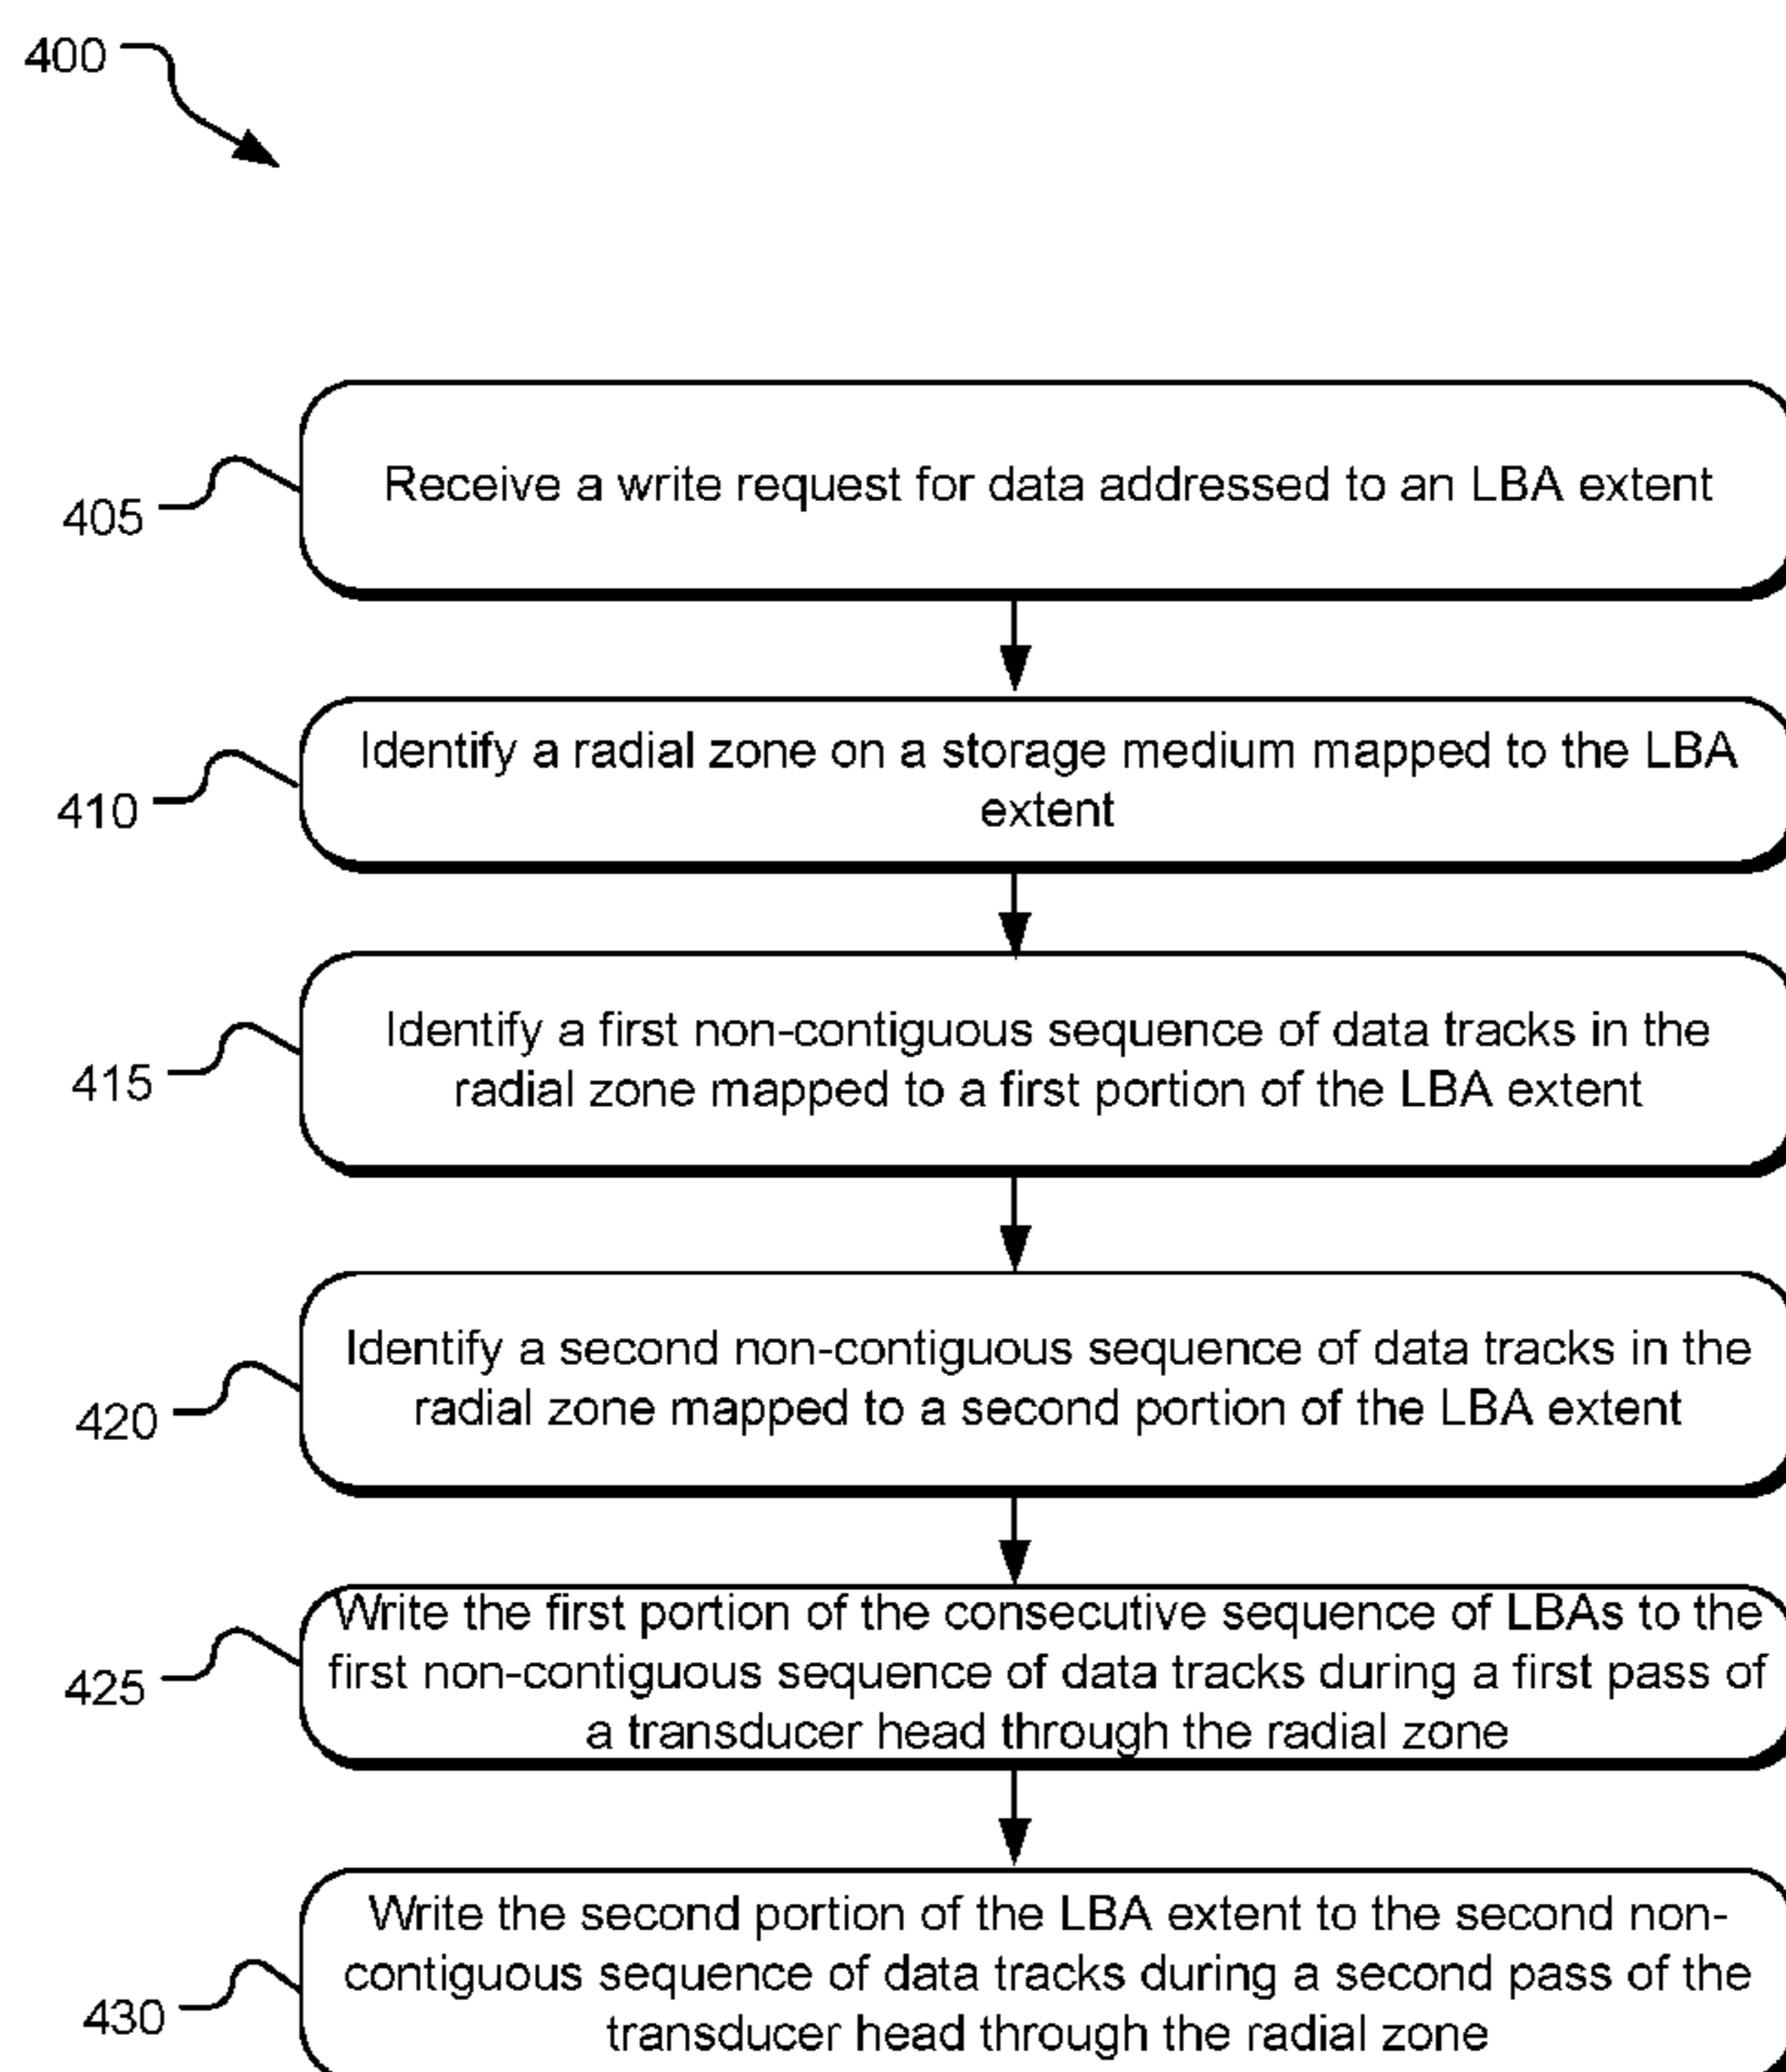 400
405
Receive a write request for data addressed to an LBA extent
410
Identify a radial zone on a storage medium mapped to the LBA
extent
415
Identify a first non-contiguous sequence of data tracks in the
radial zone mapped to a first portion of the LBA extent
420
Identify a second non-contiguous sequence of data tracks in the
radial zone mapped to a second portion of the LBA extent
425
Write the first portion of the consecutive sequence of LBAs to the
first non-contiguous sequence of data tracks during a first pass of
a transducer head through the radial zone
430
Write the second portion of the LBA extent to the second non-
contiguous sequence of data tracks during a second pass of the
transducer head through the radial zone